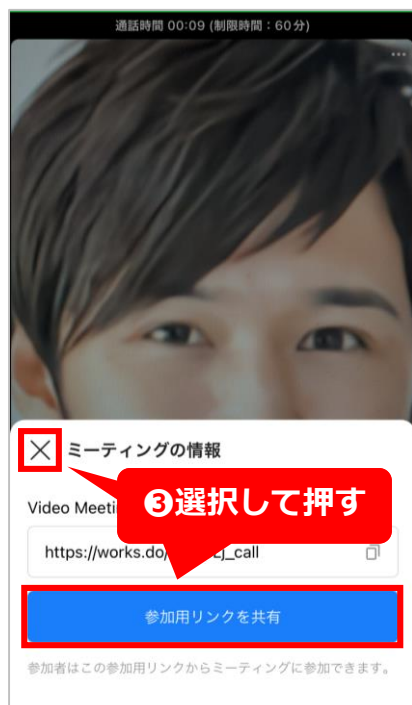 通話時間 00:09 (制限時間：60分)
ミーティングの情報
❸選択して押す
Video Meeti
https://works.do/
j_call
参加用リンクを共有
参加者はこの参加用リンクからミーティングに参加できます。